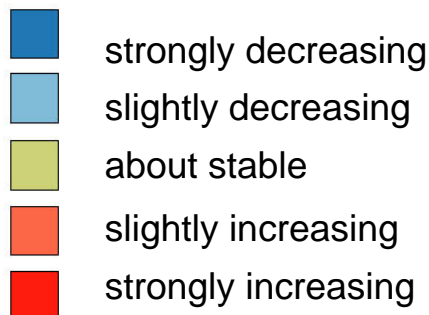 strongly decreasing
slightly decreasing
about stable
slightly increasing
strongly increasing